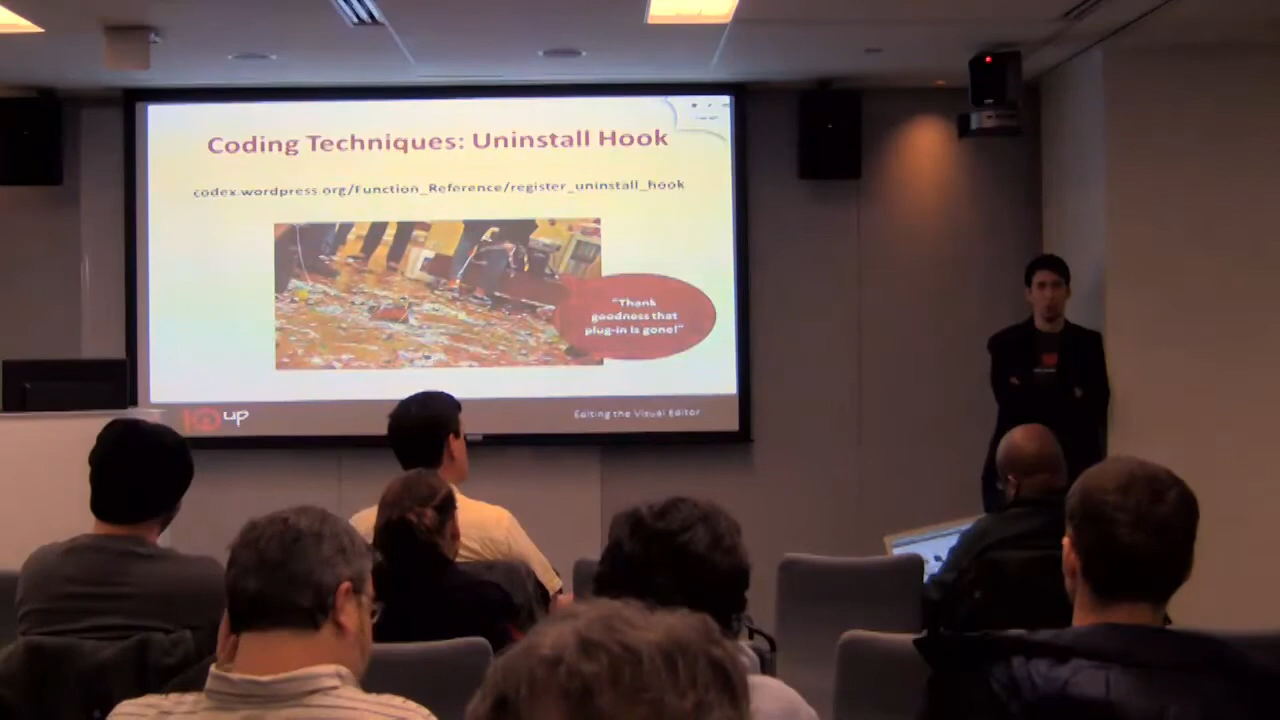 Coding Techniques: Uninstall Hook
codex.wordpress.org/Function_Reference/register_uninstall_hook
"Thank
goodness that
plug-in is gone!"
10up
Editing the Visual Editor